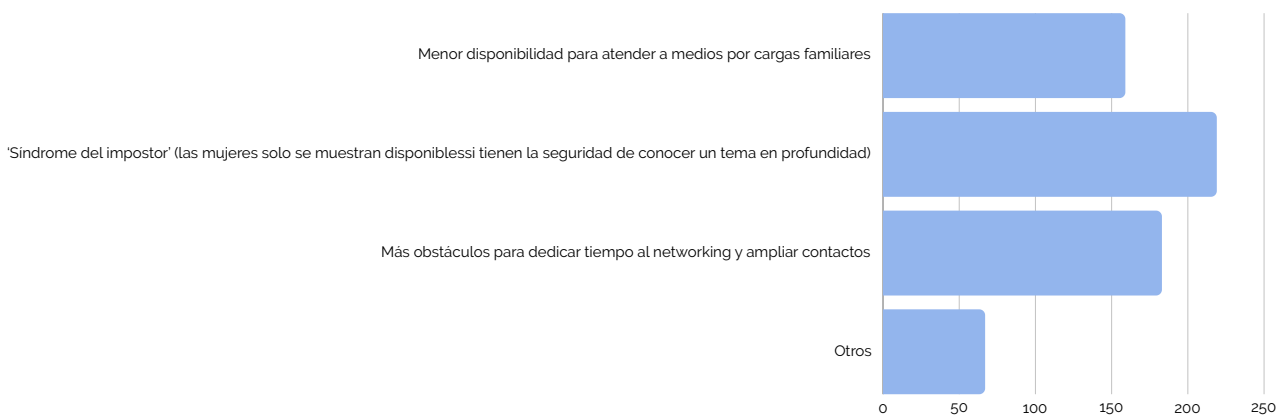 Menor disponibilidad para atender a medios por cargas familiares
‘Síndrome del impostor’ (las mujeres solo se muestran disponiblessi tienen la seguridad de conocer un tema en profundidad)
Más obstáculos para dedicar tiempo al networking y ampliar contactos
Otros
0 50 100 150 200 250